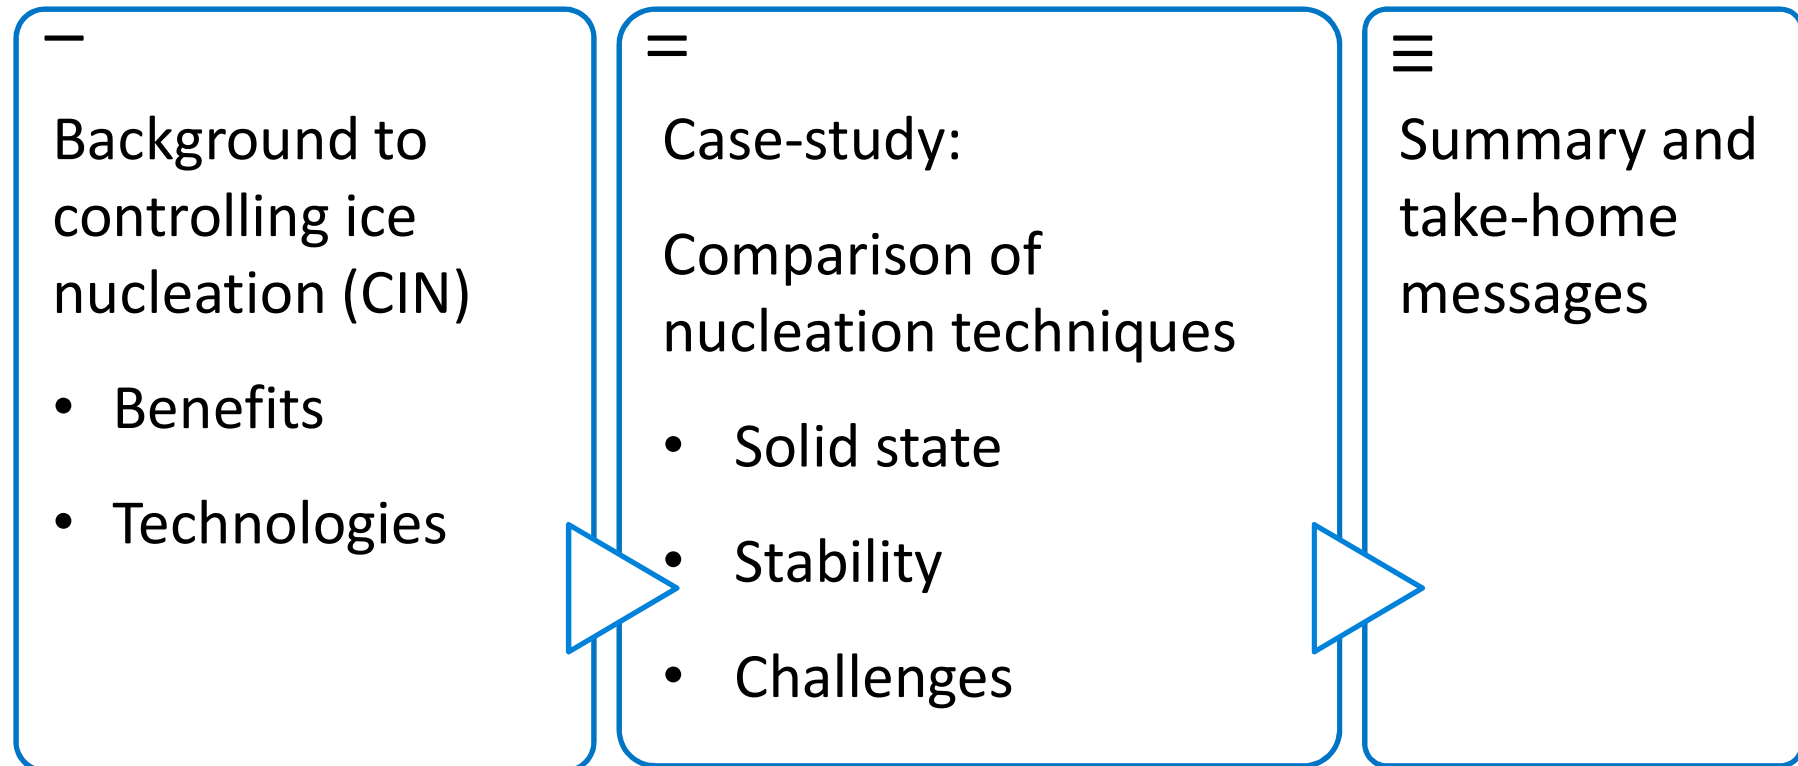 Background to
controlling ice
nucleation (CIN)
• Benefits
• Technologies
Case-study:
Comparison of
nucleation techniques
• Solid state
• Stability
• Challenges
Summary and
take-home
messages